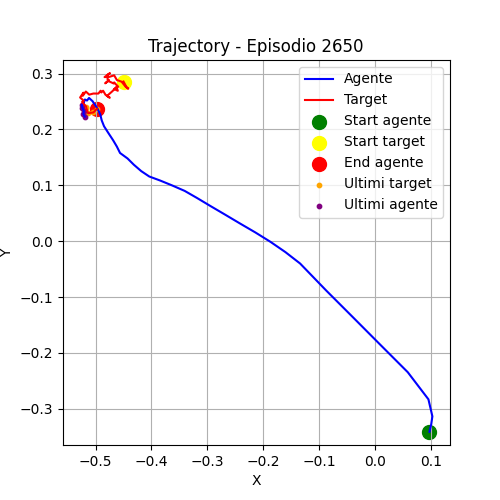 Trajectory - Episodio 2650
Agente
Target
Start agente
Start target
End agente
Ultimi target
Ultimi agente
0.3
0.2
0.1
0.0
−0.1
−0.2
−0.3
Y
−0.5
−0.4
−0.3
−0.2
−0.1
0.0
0.1
X